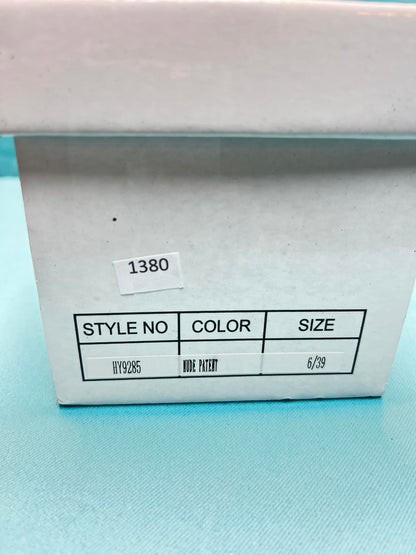 1380
STYLE NO COLOR SIZE
HY9285 NUDE PATENT 6/39